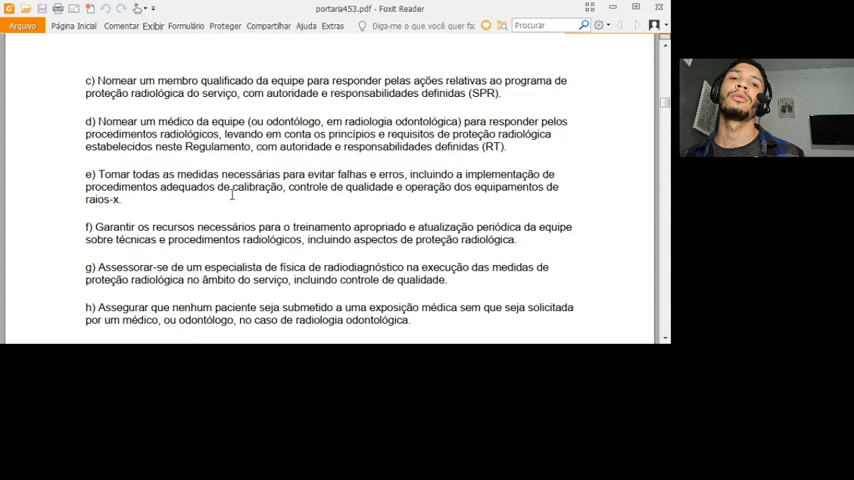 portaria453.pdf - Foxit Reader
Arquivo Página Inicial Comentar Exibir Formulário Proteger Compartilhar Ajuda Extras Diga-me o que você quer fa: Procurar
c) Nomear um membro qualificado da equipe para responder pelas ações relativas ao programa de
proteção radiológica do serviço, com autoridade e responsabilidades definidas (SPR).
d) Nomear um médico da equipe (ou odontólogo, em radiologia odontológica) para responder pelos
procedimentos radiológicos, levando em conta os princípios e requisitos de proteção radiológica
estabelecidos neste Regulamento, com autoridade e responsabilidades definidas (RT).
e) Tomar todas as medidas necessárias para evitar falhas e erros, incluindo a implementação de
procedimentos adequados de calibração, controle de qualidade e operação dos equipamentos de
raios-x.
f) Garantir os recursos necessários para o treinamento apropriado e atualização periódica da equipe
sobre técnicas e procedimentos radiológicos, incluindo aspectos de proteção radiológica.
g) Assessorar-se de um especialista de física de radiodiagnóstico na execução das medidas de
proteção radiológica no âmbito do serviço, incluindo controle de qualidade.
h) Assegurar que nenhum paciente seja submetido a uma exposição médica sem que seja solicitada
por um médico, ou odontólogo, no caso de radiologia odontológica.